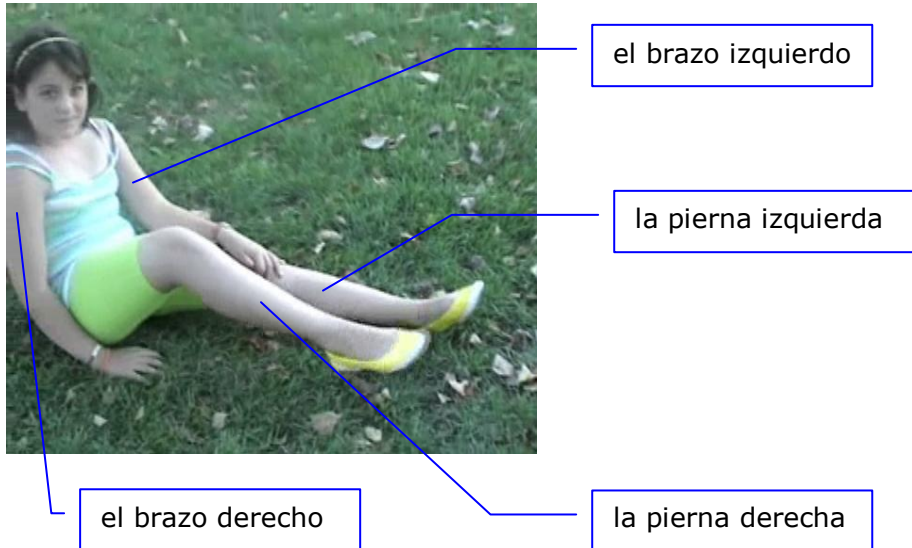 el brazo izquierdo
la pierna izquierda
el brazo derecho
la pierna derecha